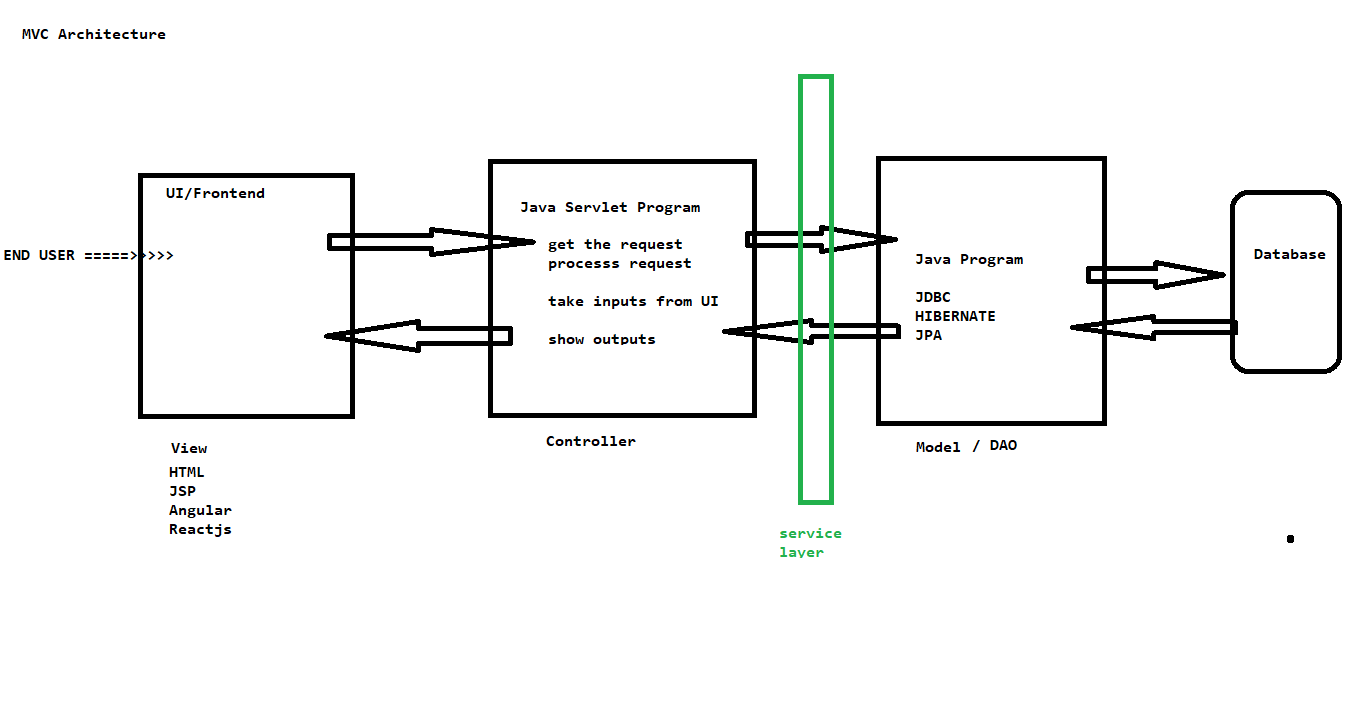 MVC Architecture
END USER =====>>>>>
UI/Frontend
View
HTML
JSP
Angular
Reactjs
Java Servlet Program
get the request
processs request
take inputs from UI
show outputs
Controller
service
layer
Java Program
JDBC
HIBERNATE
JPA
Model / DAO
Database